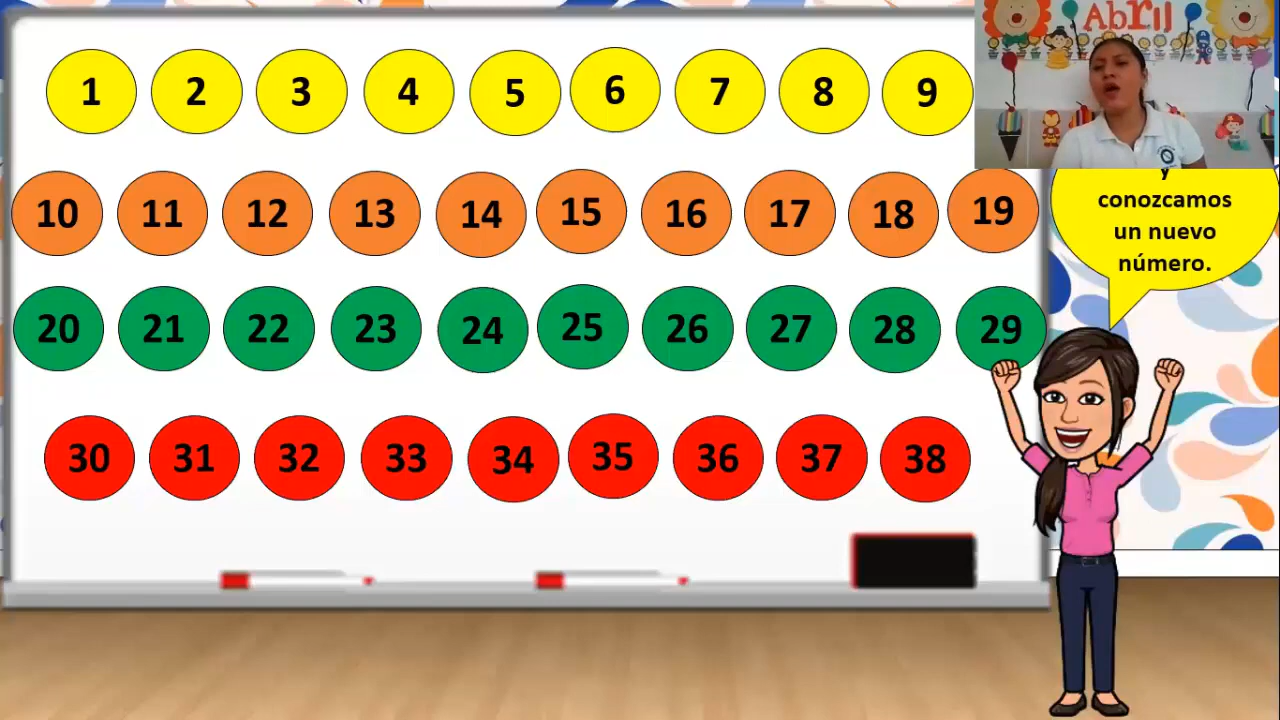 Abril
1 2 3 4 5 6 7 8 9
10 11 12 13 14 15 16 17 18 19
20 21 22 23 24 25 26 27 28 29
30 31 32 33 34 35 36 37 38
y
conozcamos
un nuevo
número.